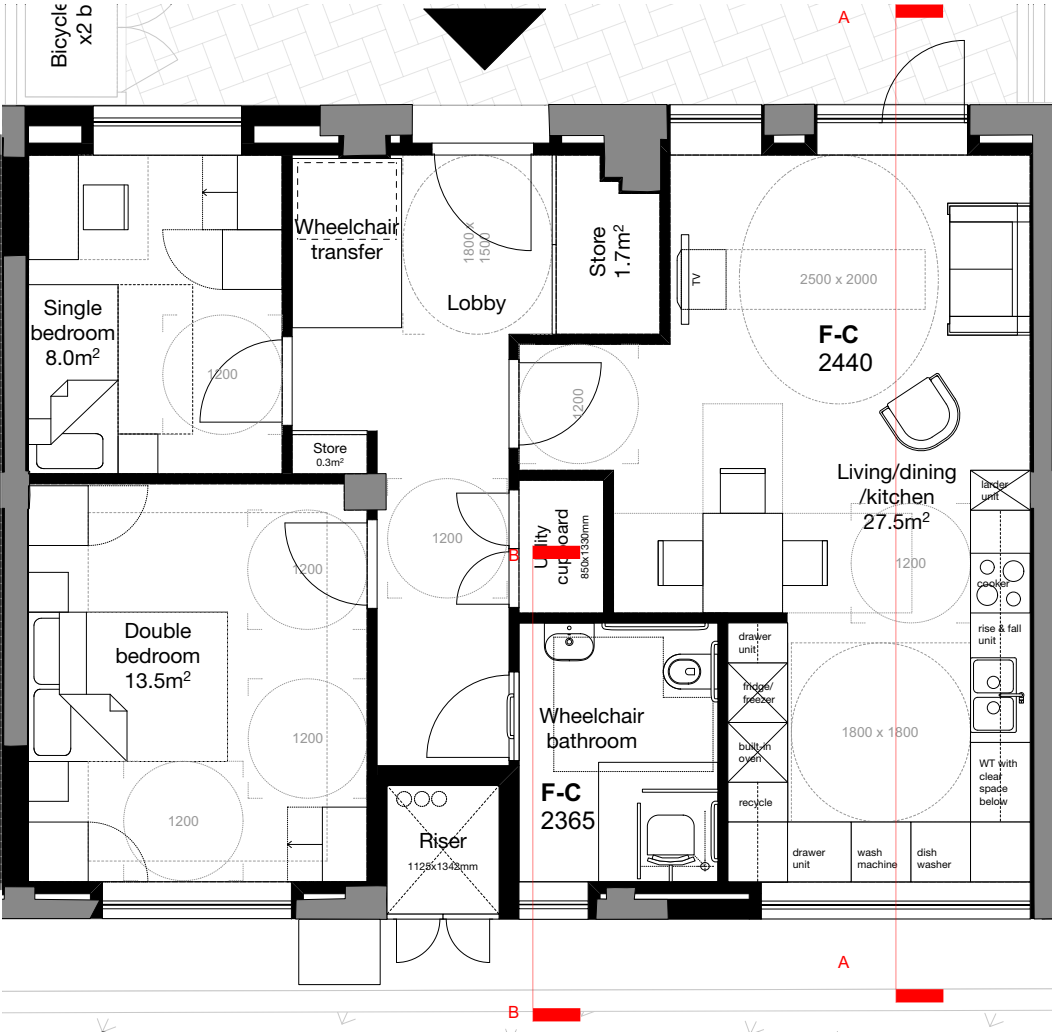 Bicycle
x2 b
A
Wheelchair
transfer
1800 x
1500
Lobby
Store
1.7m²
TV
2500 x 2000
F-C
2440
Single
bedroom
8.0m²
1200
1200
Store
0.3m²
Living/dining
/kitchen
27.5m²
larder
unit
1200
1200
B
Utility
cupboard
850x1330mm
1200
cooker
rise & fall
unit
Double
bedroom
13.5m²
drawer
unit
fridge/
freezer
built-in
oven
recycle
Wheelchair
bathroom
1200
1800 x 1800
WT with
clear
space
below
F-C
2365
1200
Riser
1125x1342mm
drawer
unit
wash
machine
dish
washer
A
B